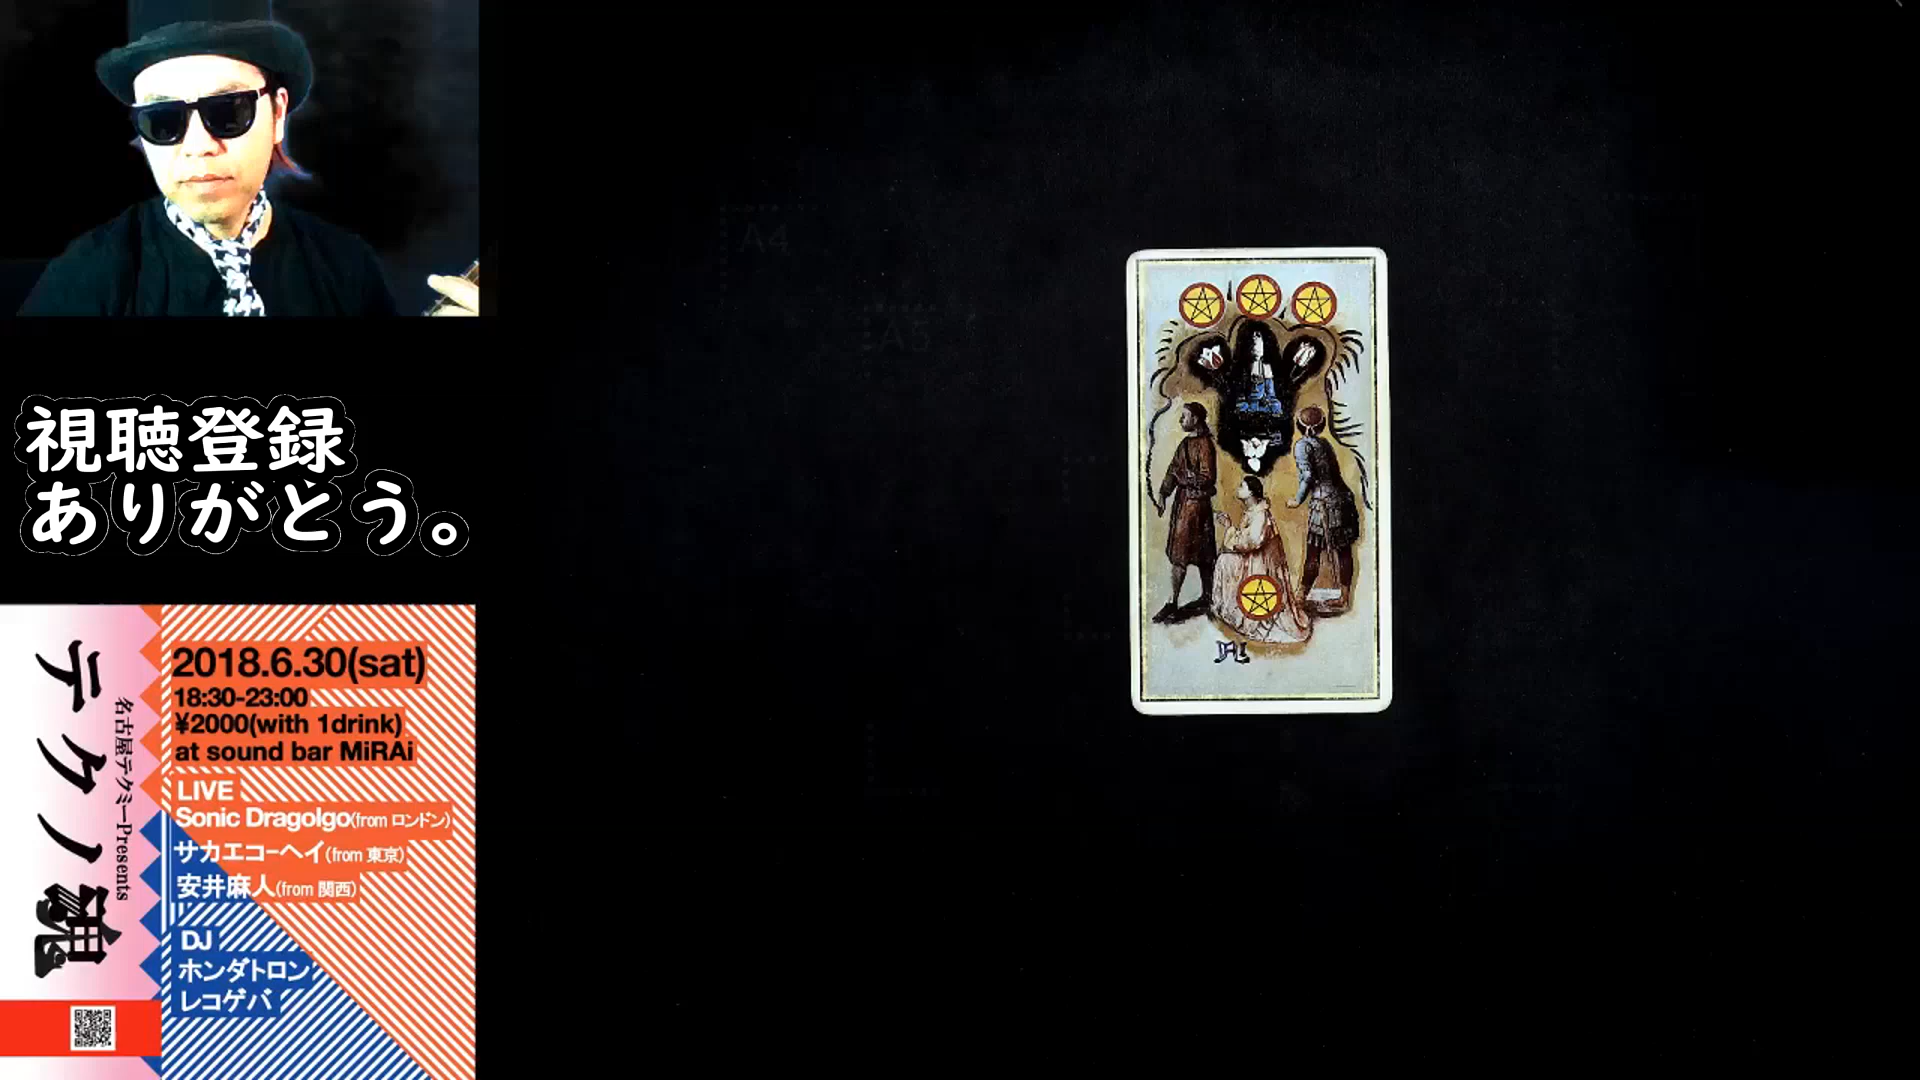 視聴登録
ありがとう。
テクノ魂
名古屋テクミーPresents
2018.6.30(sat)
18:30-23:00
¥2000(with 1drink)
at sound bar MiRAi
LIVE
Sonic Dragolgo(from ロンドン)
サカエコーヘイ(from 東京)
安井麻人(from 関西)
DJ
ホンダトロン
レコゲバ
A4
A5